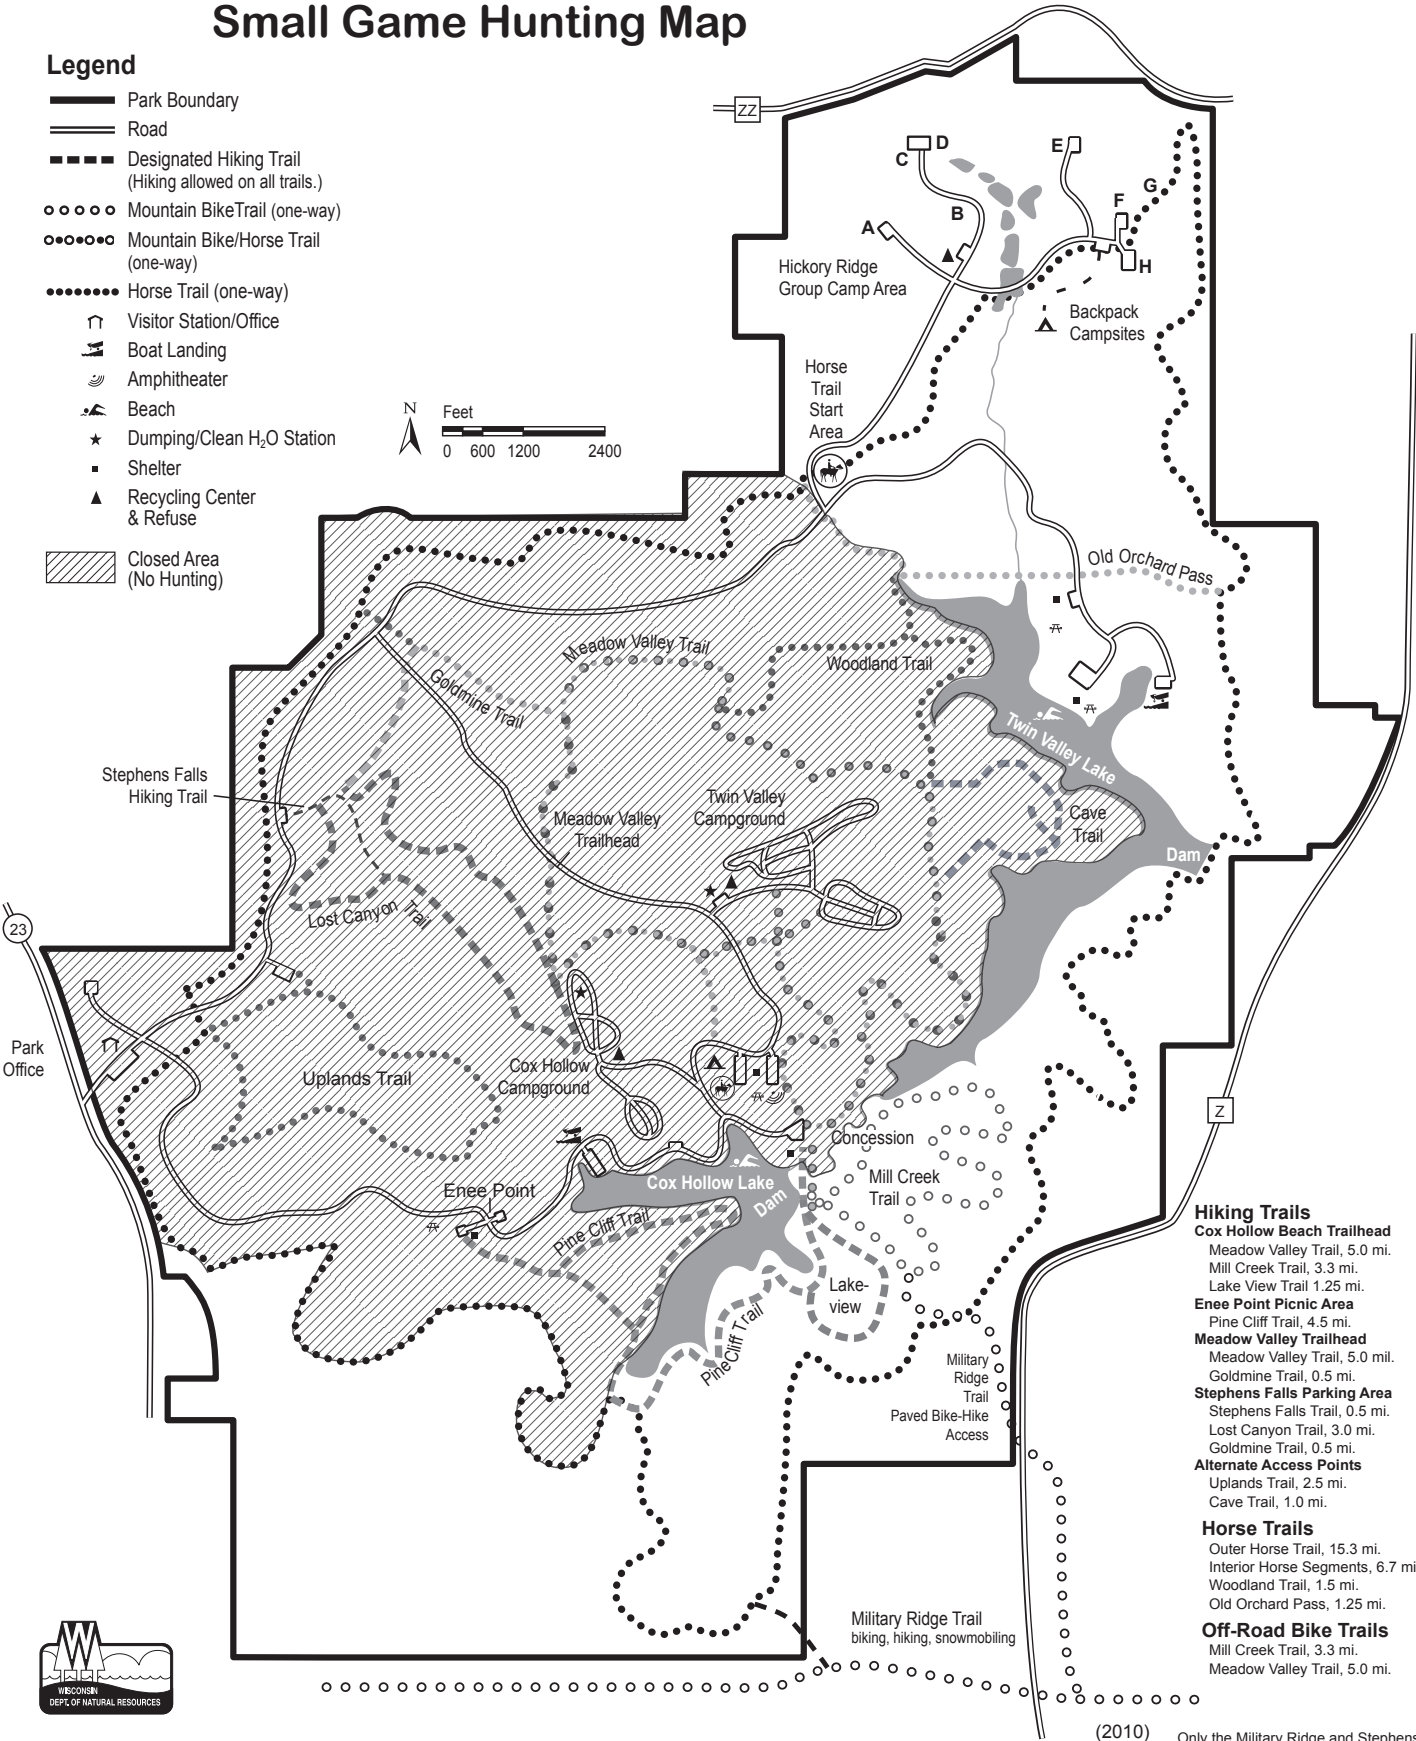 Small Game Hunting Map
Legend
Park Boundary
Road
Designated Hiking Trail
(Hiking allowed on all trails.)
Mountain BikeTrail (one-way)
Mountain Bike/Horse Trail
(one-way)
Horse Trail (one-way)
Visitor Station/Office
Boat Landing
Amphitheater
Beach
Dumping/Clean H₂O Station
Shelter
Recycling Center
& Refuse
Closed Area
(No Hunting)
N
Feet
0 600 1200 2400
ZZ
D
C
B
A
E
F
G
H
Hickory Ridge
Group Camp Area
Backpack
Campsites
Horse
Trail
Start
Area
Old Orchard Pass
Meadow Valley Trail
Woodland Trail
Goldmine Trail
Twin Valley Lake
Stephens Falls
Hiking Trail
Meadow Valley
Trailhead
Twin Valley
Campground
Cave
Trail
Dam
Lost Canyon Trail
23
Park
Office
Uplands Trail
Cox Hollow
Campground
Z
Concession
Mill Creek
Trail
Cox Hollow Lake
Dam
Enee Point
Pine Cliff Trail
Lake-
view
PineCliff Trail
Military
Ridge
Trail
Paved Bike-Hike
Access
Military Ridge Trail
biking, hiking, snowmobiling
Hiking Trails
Cox Hollow Beach Trailhead
Meadow Valley Trail, 5.0 mi.
Mill Creek Trail, 3.3 mi.
Lake View Trail 1.25 mi.
Enee Point Picnic Area
Pine Cliff Trail, 4.5 mi.
Meadow Valley Trailhead
Meadow Valley Trail, 5.0 mil.
Goldmine Trail, 0.5 mi.
Stephens Falls Parking Area
Stephens Falls Trail, 0.5 mi.
Lost Canyon Trail, 3.0 mi.
Goldmine Trail, 0.5 mi.
Alternate Access Points
Uplands Trail, 2.5 mi.
Cave Trail, 1.0 mi.
Horse Trails
Outer Horse Trail, 15.3 mi.
Interior Horse Segments, 6.7 mi
Woodland Trail, 1.5 mi.
Old Orchard Pass, 1.25 mi.
Off-Road Bike Trails
Mill Creek Trail, 3.3 mi.
Meadow Valley Trail, 5.0 mi.
W
WISCONSIN
DEPT. OF NATURAL RESOURCES
(2010)
Only the Military Ridge and Stephens